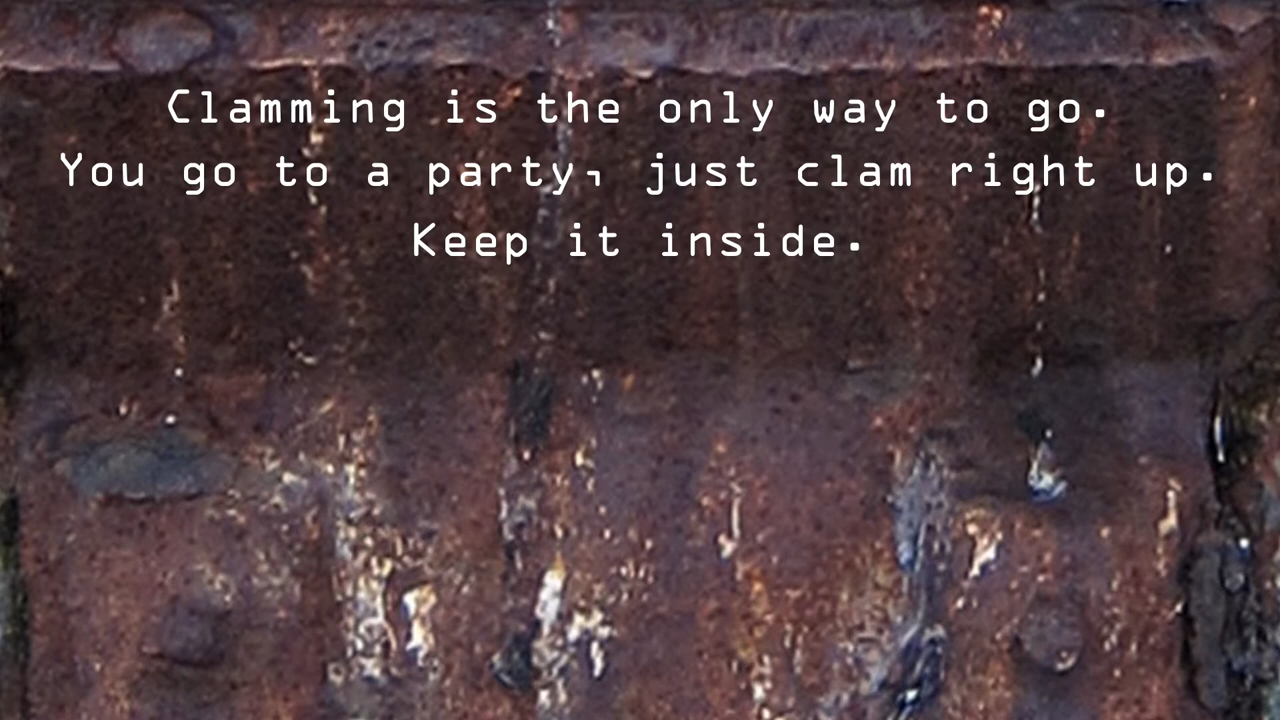 Clamming is the only way to go.
You go to a party, just clam right up.
Keep it inside.